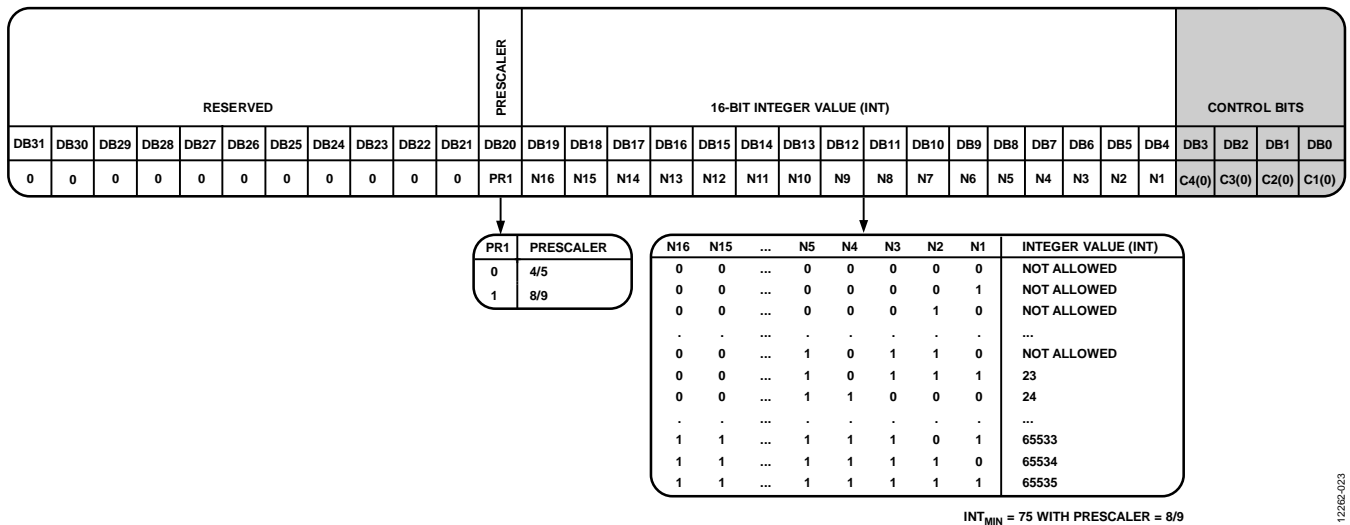 RESERVED PRESCALER 16-BIT INTEGER VALUE (INT) CONTROL BITS
DB31 DB30 DB29 DB28 DB27 DB26 DB25 DB24 DB23 DB22 DB21 DB20 DB19 DB18 DB17 DB16 DB15 DB14 DB13 DB12 DB11 DB10 DB9 DB8 DB7 DB6 DB5 DB4 DB3 DB2 DB1 DB0
0 0 0 0 0 0 0 0 0 0 0 PR1 N16 N15 N14 N13 N12 N11 N10 N9 N8 N7 N6 N5 N4 N3 N2 N1 C4(0) C3(0) C2(0) C1(0)
PR1 PRESCALER
0 4/5
1 8/9
N16 N15 ... N5 N4 N3 N2 N1 INTEGER VALUE (INT)
0 0 ... 0 0 0 0 0 NOT ALLOWED
0 0 ... 0 0 0 0 1 NOT ALLOWED
0 0 ... 0 0 0 1 0 NOT ALLOWED
. . ... . . . . . ...
0 0 ... 1 0 1 1 0 NOT ALLOWED
0 0 ... 1 0 1 1 1 23
0 0 ... 1 1 0 0 0 24
. . ... . . . . . ...
1 1 ... 1 1 1 0 1 65533
1 1 ... 1 1 1 1 0 65534
1 1 ... 1 1 1 1 1 65535
INTMIN = 75 WITH PRESCALER = 8/9
12262-023